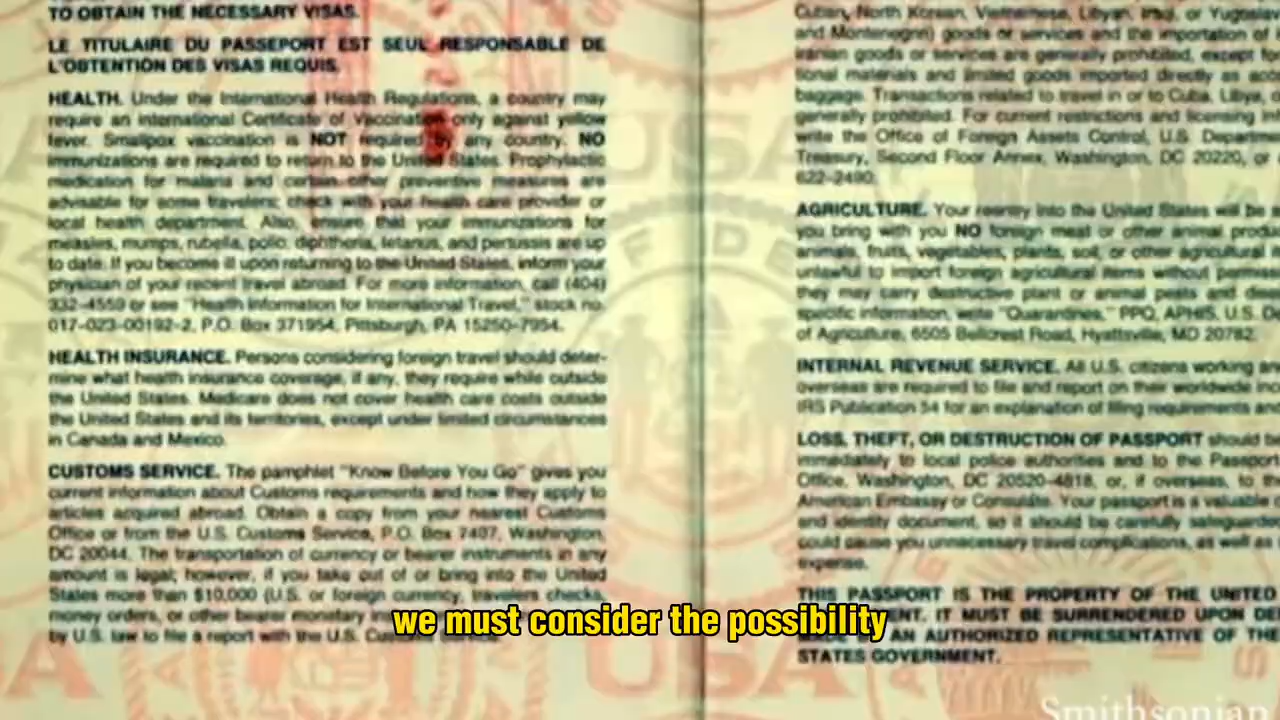 TO OBTAIN THE NECESSARY VISAS.
LE TITULAIRE DU PASSEPORT EST SEUL RESPONSABLE DE
L'OBTENTION DES VISAS REQUIS.
HEALTH. Under the International Health Regulations, a country may
require an international Certificate of Vaccination only against yellow
fever. Smallpox vaccination is NOT required by any country. NO
immunizations are required to return to the United States. Prophylactic
medication for malaria and certain other preventive measures are
advisable for some travelers; check with your health care provider or
local health department. Also, ensure that your immunizations for
measles, mumps, rubella, polio, diphtheria, tetanus, and pertussis are up
to date. If you become ill upon returning to the United States, inform your
physician of your recent travel abroad. For more information, call (404)
332-4559 or see "Health Information for International Travel," stock no.
017-023-00192-2, P.O. Box 371954, Pittsburgh, PA 15250-7954.
HEALTH INSURANCE. Persons considering foreign travel should deter-
mine what health insurance coverage, if any, they require while outside
the United States. Medicare does not cover health care costs outside
the United States and its territories, except under limited circumstances
in Canada and Mexico.
CUSTOMS SERVICE. The pamphlet "Know Before You Go" gives you
current information about Customs requirements and how they apply to
articles acquired abroad. Obtain a copy from your nearest Customs
Office or from the U.S. Customs Service, P.O. Box 7407, Washington,
DC 20044. The transportation of currency or bearer instruments in any
amount is legal; however, if you take out of or bring into the United
States more than $10,000 (U.S. or foreign currency, travelers checks,
money orders, or other bearer monetary
by U.S. law to file a report with the U.S.
Cuban, North Korean, Vietnamese, Libyan, Iraqi, or Yugoslav
and Montenegro) goods or services and the importation of
Iranian goods or services are generally prohibited, except for
tional materials and limited goods imported directly as
baggage. Transactions related to travel in or to Cuba, Libya,
generally prohibited. For current restrictions and licensing
write the Office of Foreign Assets Control, U.S.
Treasury, Second Floor Annex, Washington, DC 20220, or
622-2480.
AGRICULTURE. Your reentry into the United States will be
you bring with you NO foreign meat or other animal
animals, fruits, vegetables, plants, soil, or other agricultural
unlawful to import foreign agricultural items without
they may carry destructive plant or animal pests and
specific information, write "Quarantines," PPQ, APHIS, U.S.
of Agriculture, 6505 Bellcrest Road, Hyattsville, MD 20782.
INTERNAL REVENUE SERVICE. All U.S. citizens working
overseas are required to file and report on their worldwide
IRS Publication 54 for an explanation of filing requirements
LOSS, THEFT, OR DESTRUCTION OF PASSPORT should
immediately to local police authorities and to the Passport
Office, Washington, DC 20520-4818, or, if overseas, to
American Embassy or Consulate. Your passport is a valuable
and identity document, so it should be carefully safeguarded
could cause you unnecessary travel complications, as well as
expense.
THIS PASSPORT IS THE PROPERTY OF THE UNITED
IT MUST BE SURRENDERED UPON
AN AUTHORIZED REPRESENTATIVE OF THE
STATES GOVERNMENT.
we must consider the possibility
USA
USA
Smithsonian